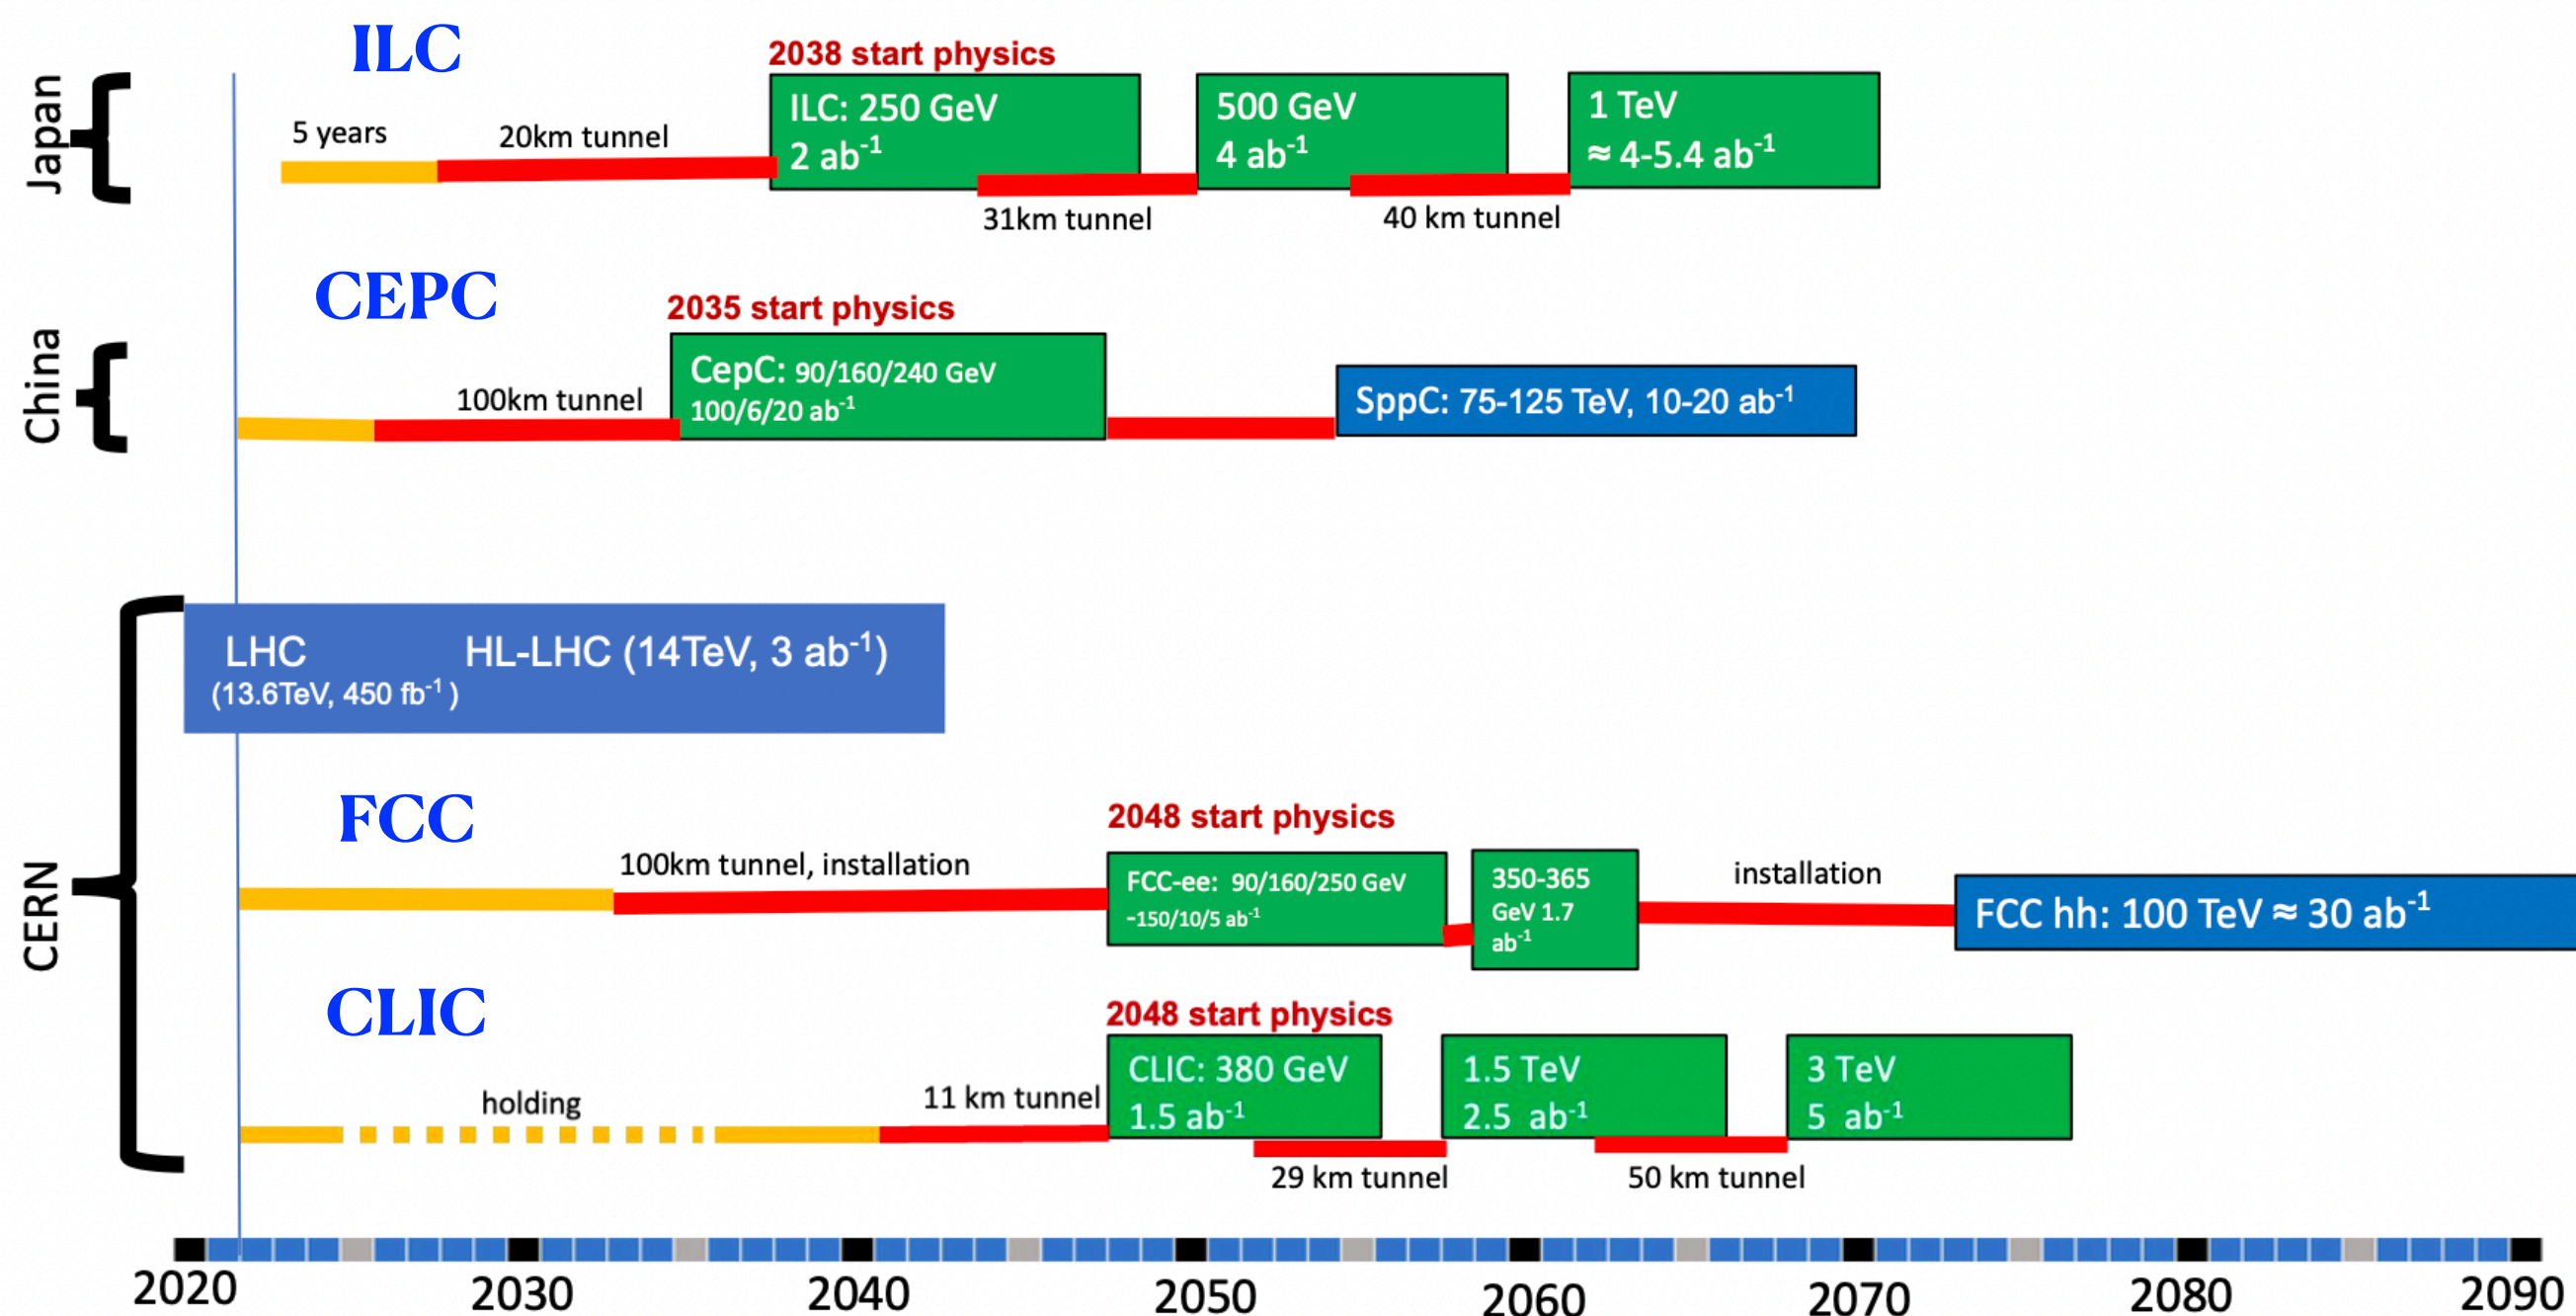 Japan
ILC
2038 start physics
5 years
20km tunnel
ILC: 250 GeV
2 ab⁻¹
500 GeV
4 ab⁻¹
1 TeV
≈ 4-5.4 ab⁻¹
31km tunnel
40 km tunnel
China
CEPC
2035 start physics
100km tunnel
CepC: 90/160/240 GeV
100/6/20 ab⁻¹
SppC: 75-125 TeV, 10-20 ab⁻¹
CERN
LHC HL-LHC (14TeV, 3 ab⁻¹)
(13.6TeV, 450 fb⁻¹ )
FCC
2048 start physics
100km tunnel, installation
FCC-ee: 90/160/250 GeV
~150/10/5 ab⁻¹
350-365
GeV 1.7
ab⁻¹
installation
FCC hh: 100 TeV ≈ 30 ab⁻¹
CLIC
2048 start physics
holding
11 km tunnel
CLIC: 380 GeV
1.5 ab⁻¹
1.5 TeV
2.5 ab⁻¹
3 TeV
5 ab⁻¹
29 km tunnel
50 km tunnel
2020 2030 2040 2050 2060 2070 2080 2090